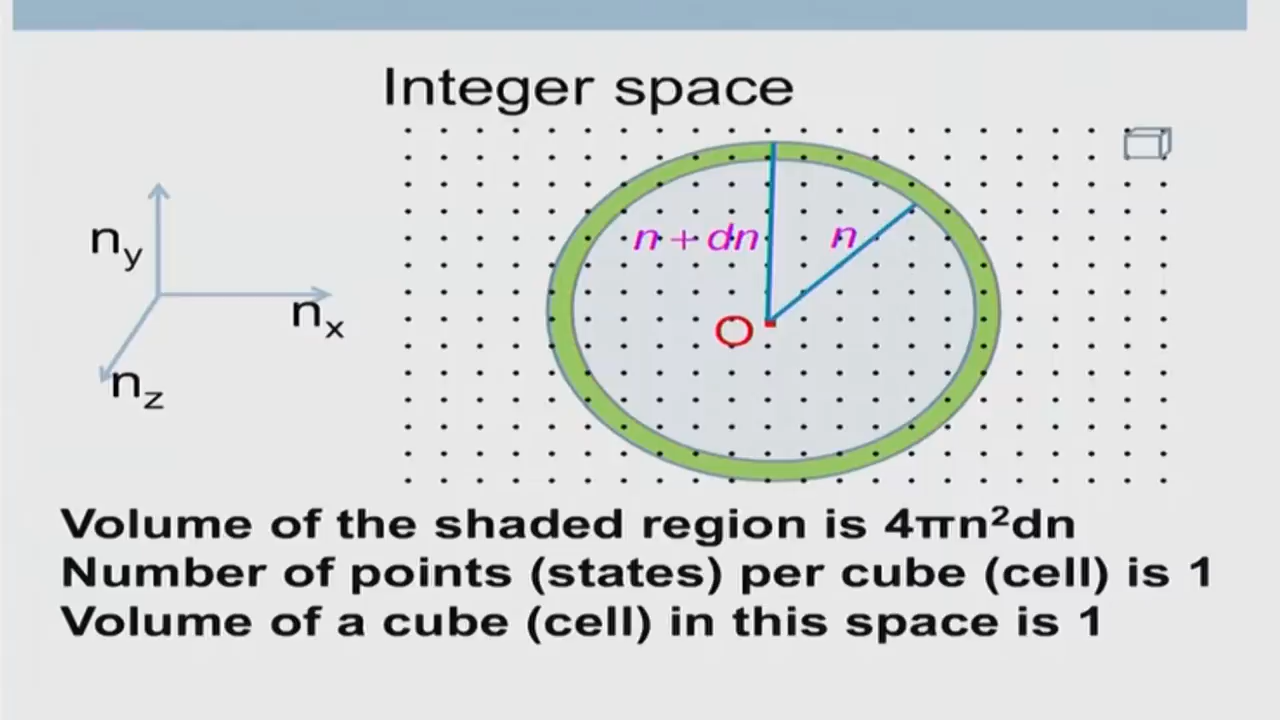 Integer space
n_y
n + dn
n
n_x
O
n_z
Volume of the shaded region is 4πn²dn
Number of points (states) per cube (cell) is 1
Volume of a cube (cell) in this space is 1